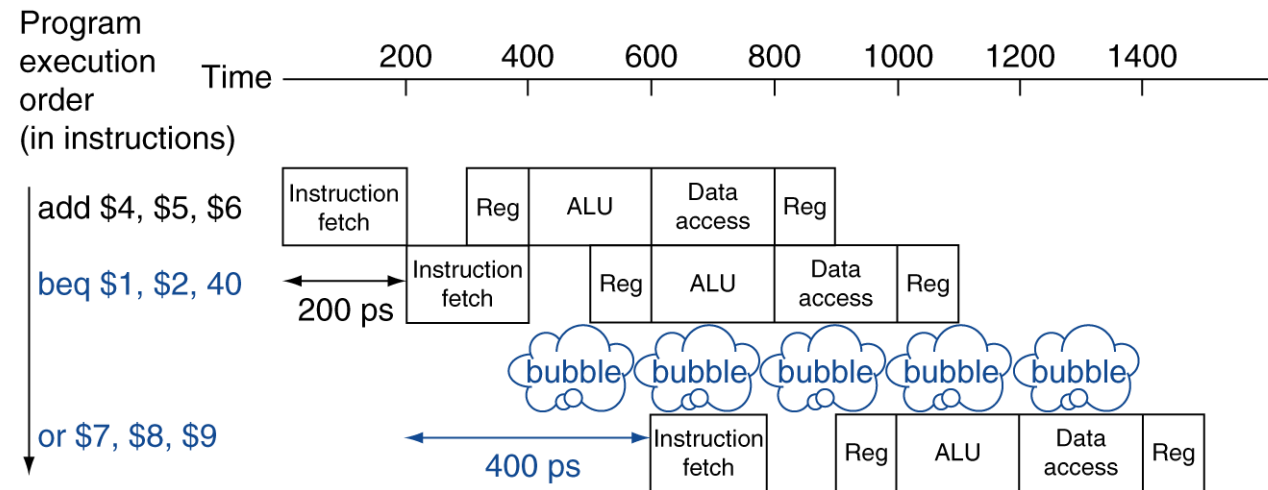 Program
execution
order
(in instructions)
Time
200 400 600 800 1000 1200 1400
add $4, $5, $6
Instruction
fetch
Reg
ALU
Data
access
Reg
beq $1, $2, 40
200 ps
Instruction
fetch
Reg
ALU
Data
access
Reg
bubble bubble bubble bubble bubble
or $7, $8, $9
400 ps
Instruction
fetch
Reg
ALU
Data
access
Reg